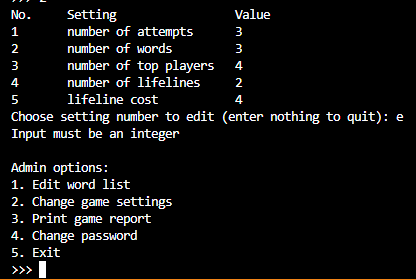 >>> 2
No. Setting Value
1 number of attempts 3
2 number of words 3
3 number of top players 4
4 number of lifelines 2
5 lifeline cost 4
Choose setting number to edit (enter nothing to quit): e
Input must be an integer
Admin options:
1. Edit word list
2. Change game settings
3. Print game report
4. Change password
5. Exit
>>>